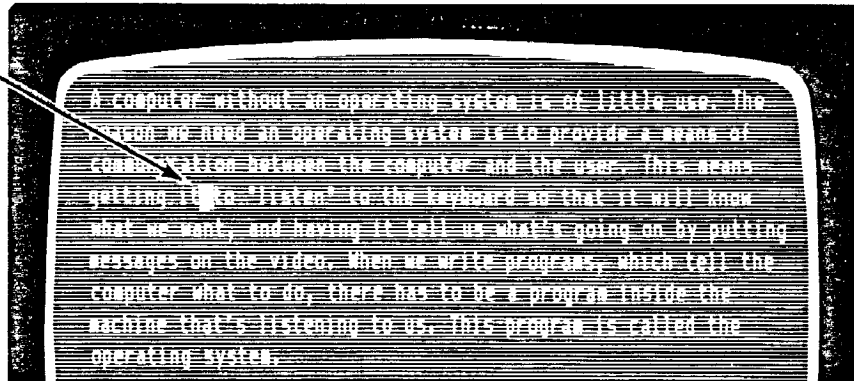 A computer without an operating system is of little use. The
reason we need an operating system is to provide a means of
communication between the computer and the user. This means
getting it to "listen" to the keyboard so that it will know
what we want, and having it tell us what's going on by putting
messages on the video. When we write programs, which tell the
computer what to do, there has to be a program inside the
machine that's listening to us. This program is called the
operating system.